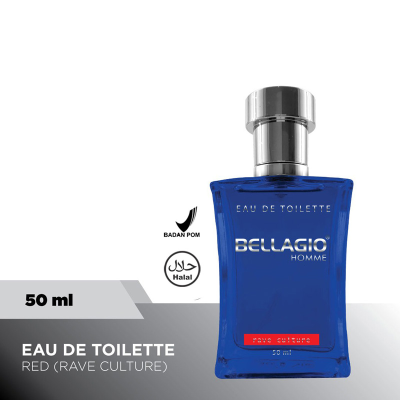 EAU DE TOILETTE
BELLAGIO®
HOMME
rave culture
50 ml
BADAN POM
حلال
Halal
50 ml
EAU DE TOILETTE
RED (RAVE CULTURE)